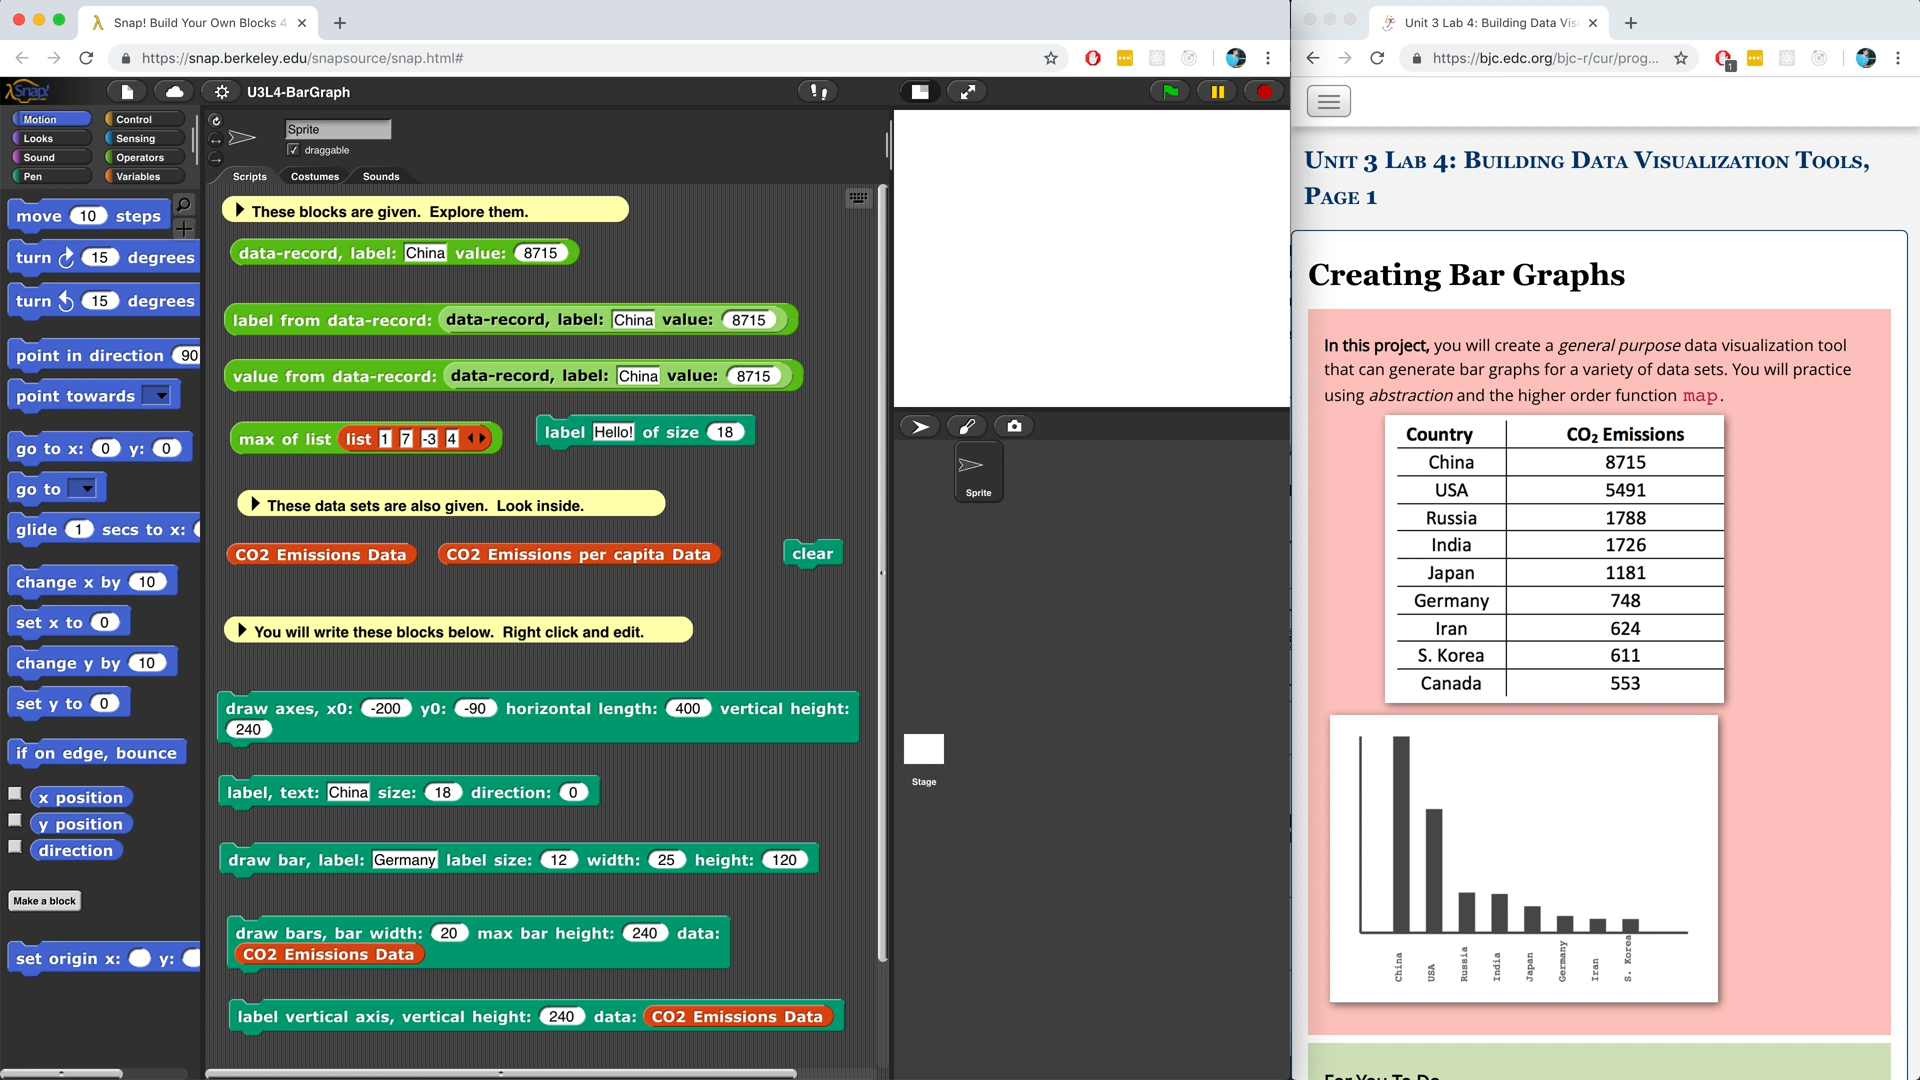 Snap! Build Your Own Blocks 4
https://snap.berkeley.edu/snapsource/snap.html#
Snap!
U3L4-BarGraph
Motion
Looks
Sound
Pen
Control
Sensing
Operators
Variables
move 10 steps
turn 15 degrees
turn 15 degrees
point in direction 90
point towards
go to x: 0 y: 0
go to
glide 1 secs to x:
change x by 10
set x to 0
change y by 10
set y to 0
if on edge, bounce
x position
y position
direction
Make a block
set origin x: y:
Sprite
draggable
Scripts Costumes Sounds
These blocks are given. Explore them.
data-record, label: China value: 8715
label from data-record: data-record, label: China value: 8715
value from data-record: data-record, label: China value: 8715
max of list list 1 7 -3 4
label Hello! of size 18
These data sets are also given. Look inside.
CO2 Emissions Data
CO2 Emissions per capita Data
clear
You will write these blocks below. Right click and edit.
draw axes, x0: -200 y0: -90 horizontal length: 400 vertical height:
240
label, text: China size: 18 direction: 0
draw bar, label: Germany label size: 12 width: 25 height: 120
draw bars, bar width: 20 max bar height: 240 data:
CO2 Emissions Data
label vertical axis, vertical height: 240 data: CO2 Emissions Data
Sprite
Stage
Unit 3 Lab 4: Building Data Vis
https://bjc.edc.org/bjc-r/cur/prog...
1
Unit 3 Lab 4: Building Data Visualization Tools,
Page 1
Creating Bar Graphs
In this project, you will create a general purpose data visualization tool
that can generate bar graphs for a variety of data sets. You will practice
using abstraction and the higher order function map.
Country CO₂ Emissions
China 8715
USA 5491
Russia 1788
India 1726
Japan 1181
Germany 748
Iran 624
S. Korea 611
Canada 553
China
USA
Russia
India
Japan
Germany
Iran
S. Korea
For You To Do